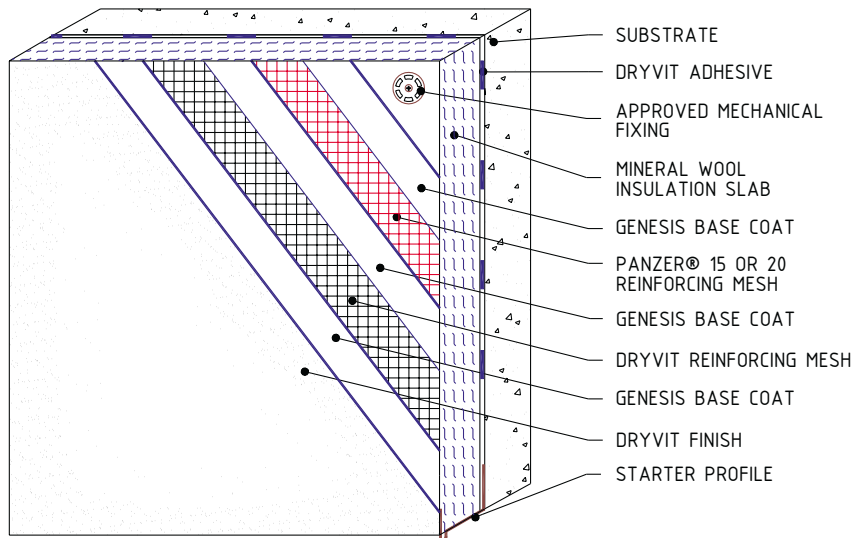 SUBSTRATE
DRYVIT ADHESIVE
APPROVED MECHANICAL
FIXING
MINERAL WOOL
INSULATION SLAB
GENESIS BASE COAT
PANZER® 15 OR 20
REINFORCING MESH
GENESIS BASE COAT
DRYVIT REINFORCING MESH
GENESIS BASE COAT
DRYVIT FINISH
STARTER PROFILE